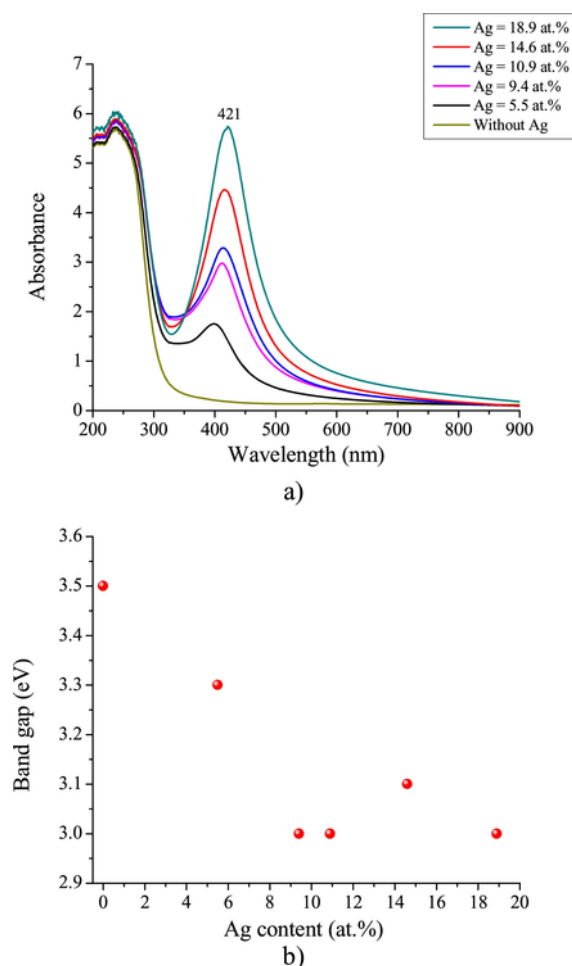 Ag = 18.9 at.%
Ag = 14.6 at.%
Ag = 10.9 at.%
Ag = 9.4 at.%
Ag = 5.5 at.%
Without Ag
7
6
5
4
3
2
1
0
Absorbance
421
200 300 400 500 600 700 800 900
Wavelength (nm)
a)
3.6
3.5
3.4
3.3
3.2
3.1
3.0
2.9
Band gap (eV)
0 2 4 6 8 10 12 14 16 18 20
Ag content (at.%)
b)